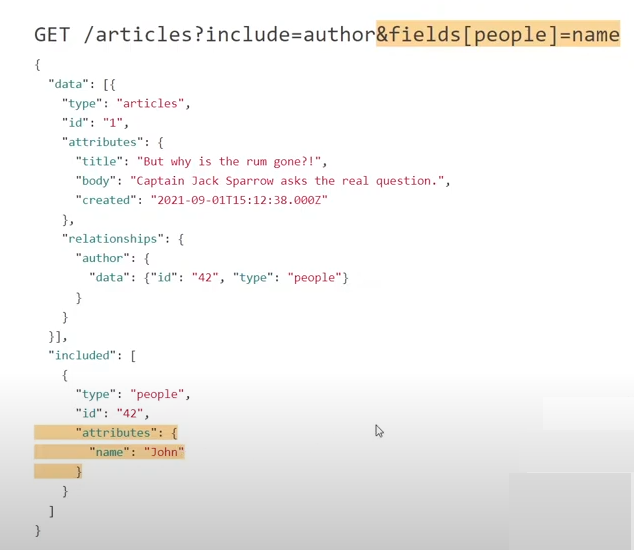 GET /articles?include=author&fields[people]=name
{
  "data": [{
    "type": "articles",
    "id": "1",
    "attributes": {
      "title": "But why is the rum gone?!",
      "body": "Captain Jack Sparrow asks the real question.",
      "created": "2021-09-01T15:12:38.000Z"
    },
    "relationships": {
      "author": {
        "data": {"id": "42", "type": "people"}
      }
    }
  }],
  "included": [
    {
      "type": "people",
      "id": "42",
      "attributes": {
        "name": "John"
      }
    }
  ]
}